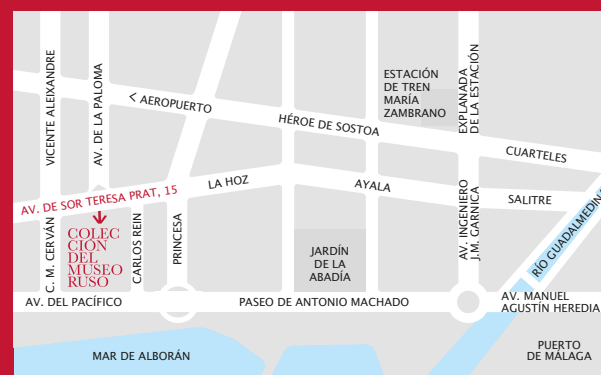 VICENTE ALEIXANDRE
AV. DE LA PALOMA
< AEROPUERTO
HÉROE DE SOSTOA
ESTACIÓN
DE TREN
MARÍA
ZAMBRANO
EXPLANADA
DE LA ESTACIÓN
CUARTELES
AV. DE SOR TERESA PRAT, 15
LA HOZ
AYALA
SALITRE
C. M. CERVÁN
COLEC
CIÓN
DEL
MUSEO
RUSO
CARLOS REIN
PRINCESA
JARDÍN
DE LA
ABADÍA
AV. INGENIERO
J.M. GARNICA
RÍO GUADALMEDINA
AV. DEL PACÍFICO
PASEO DE ANTONIO MACHADO
AV. MANUEL
AGUSTÍN HEREDIA
MAR DE ALBORÁN
PUERTO
DE MÁLAGA